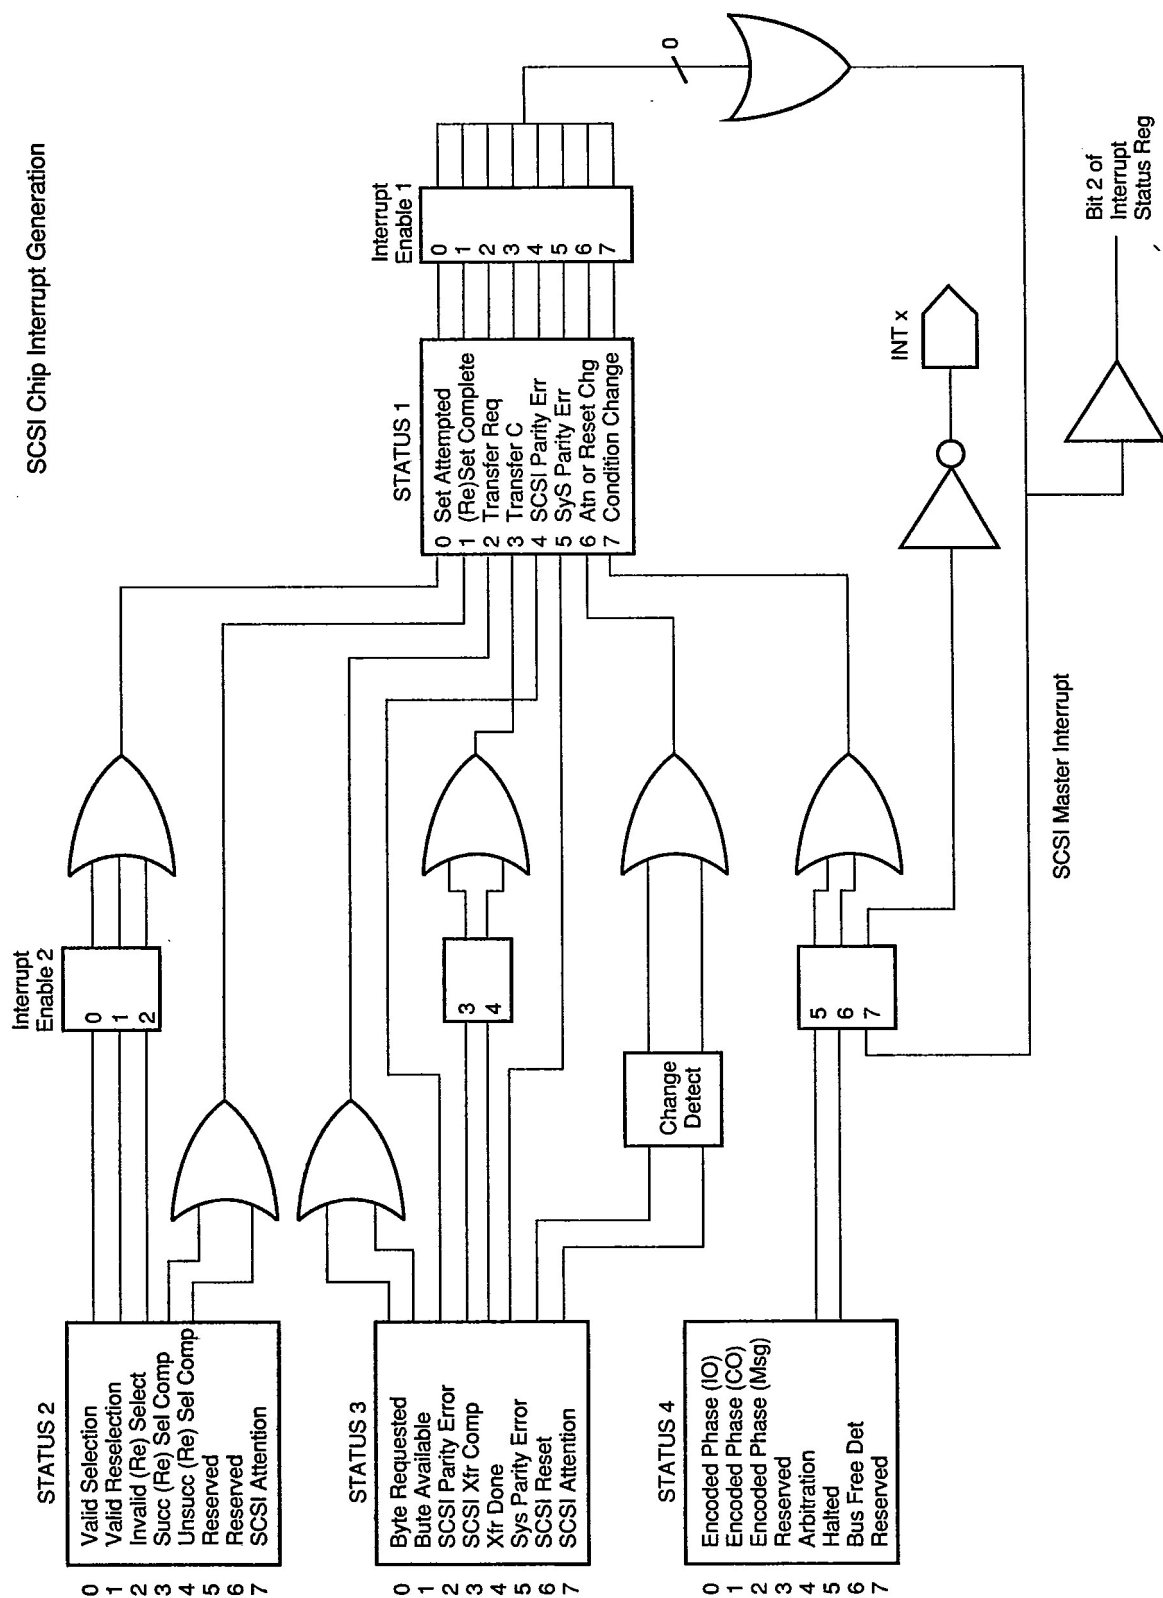 SCSI Chip Interrupt Generation
STATUS 2
0 Valid Selection
1 Valid Reselection
2 Invalid (Re) Select
3 Succ (Re) Sel Comp
4 Unsucc (Re) Sel Comp
5 Reserved
6 Reserved
7 SCSI Attention
Interrupt
Enable 2
0
1
2
STATUS 3
0 Byte Requested
1 Bute Available
2 SCSI Parity Error
3 SCSI Xfr Comp
4 Xfr Done
5 Sys Parity Error
6 SCSI Reset
7 SCSI Attention
3
4
Change
Detect
STATUS 4
0 Encoded Phase (IO)
1 Encoded Phase (CO)
2 Encoded Phase (Msg)
3 Reserved
4 Arbitration
5 Halted
6 Bus Free Det
7 Reserved
5
6
7
STATUS 1
0 Set Attempted
1 (Re)Set Complete
2 Transfer Req
3 Transfer C
4 SCSI Parity Err
5 SyS Parity Err
6 Atn or Reset Chg
7 Condition Change
Interrupt
Enable 1
0
1
2
3
4
5
6
7
0
INT x
SCSI Master Interrupt
Bit 2 of
Interrupt
Status Reg